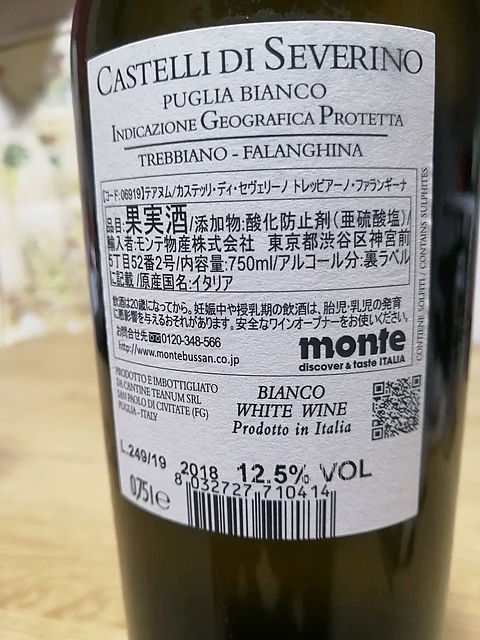 CASTELLI DI SEVERINO
PUGLIA BIANCO
INDICAZIONE GEOGRAFICA PROTETTA
TREBBIANO - FALANGHINA
【コード:06919】テアヌム/カステッリ・ディ・セヴェリーノ トレッビアーノ・ファランギーナ
品目:果実酒/添加物:酸化防止剤(亜硫酸塩)/
輸入者:モンテ物産株式会社 東京都渋谷区神宮前
5丁目52番2号/内容量:750ml/アルコール分:裏ラベル
に記載/原産国名:イタリア
飲酒は20歳になってから。妊娠中や授乳期の飲酒は、胎児・乳児の発育
に悪影響を与えるおそれがあります。安全なワインオープナーをお使いください。
お問合せ先 0120-348-566
http://www.montebussan.co.jp
monte
discover & taste ITALIA
CONTIENE SOLFITI / CONTAINS SULPHITES
PRODOTTO E IMBOTTIGLIATO
DA CANTINE TEANUM SRL
SAN PAOLO DI CIVITATE (FG)
PUGLIA - ITALY
BIANCO
WHITE WINE
Prodotto in Italia
L.249/19 2018 12.5% VOL
0,75 l e
8 032727 710414